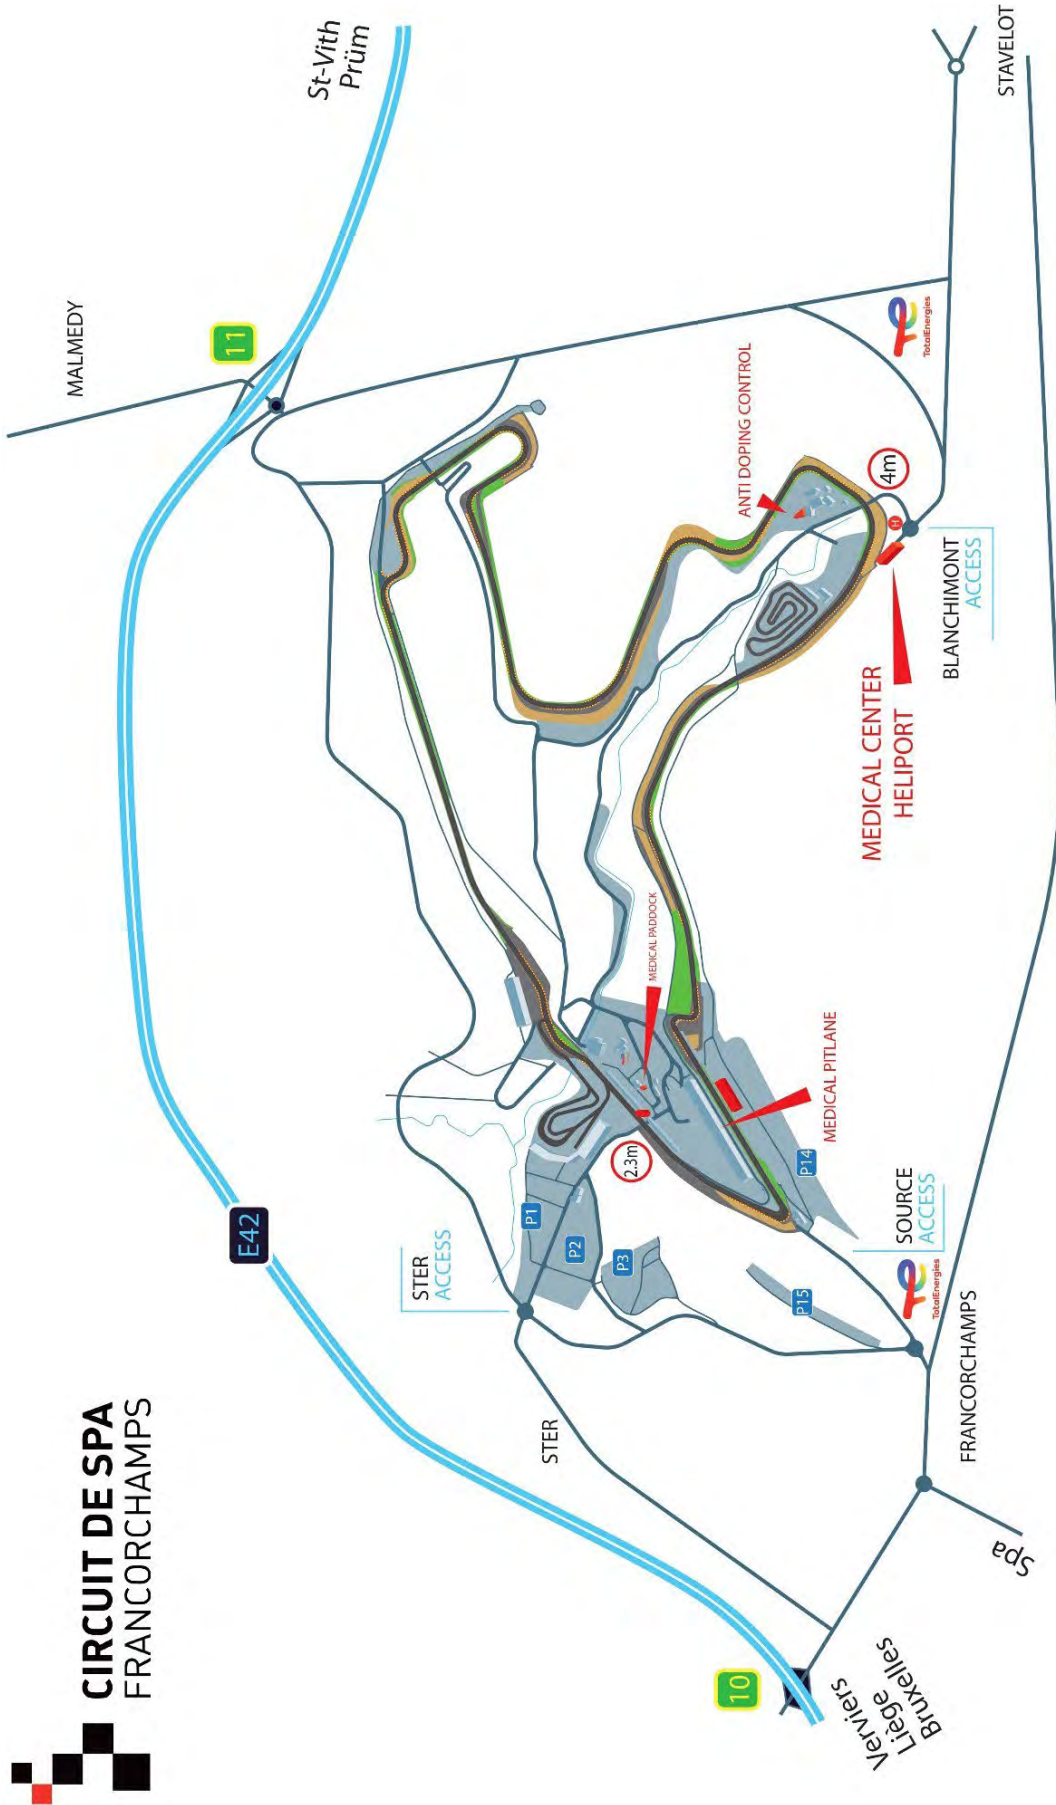 CIRCUIT DE SPA
FRANCORCHAMPS
MALMEDY
11
St-Vith
Prüm
E42
10
Verviers
Liège
Bruxelles
STER
STER
ACCESS
P1
P2
P3
2.3m
MEDICAL PADDOCK
ANTI DOPING CONTROL
4m
H
BLANCHIMONT
ACCESS
MEDICAL CENTER
HELIPORT
MEDICAL PITLANE
P14
P15
SOURCE
ACCESS
TotalEnergies
TotalEnergies
FRANCORCHAMPS
Spa
STAVELOT